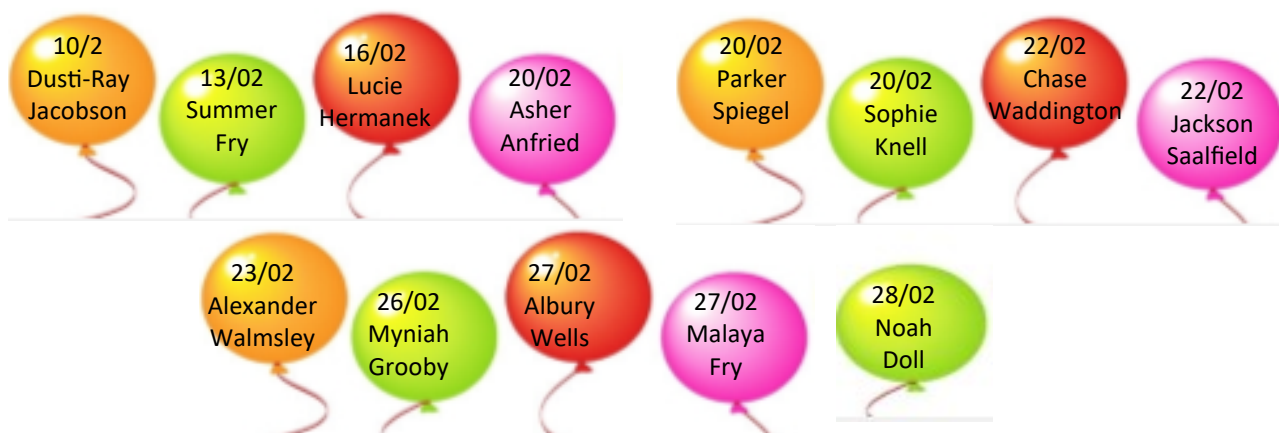 10/2
Dusti-Ray
Jacobson
13/02
Summer
Fry
16/02
Lucie
Hermanek
20/02
Asher
Anfried
20/02
Parker
Spiegel
20/02
Sophie
Knell
22/02
Chase
Waddington
22/02
Jackson
Saalfield
23/02
Alexander
Walmsley
26/02
Myniah
Grooby
27/02
Albury
Wells
27/02
Malaya
Fry
28/02
Noah
Doll